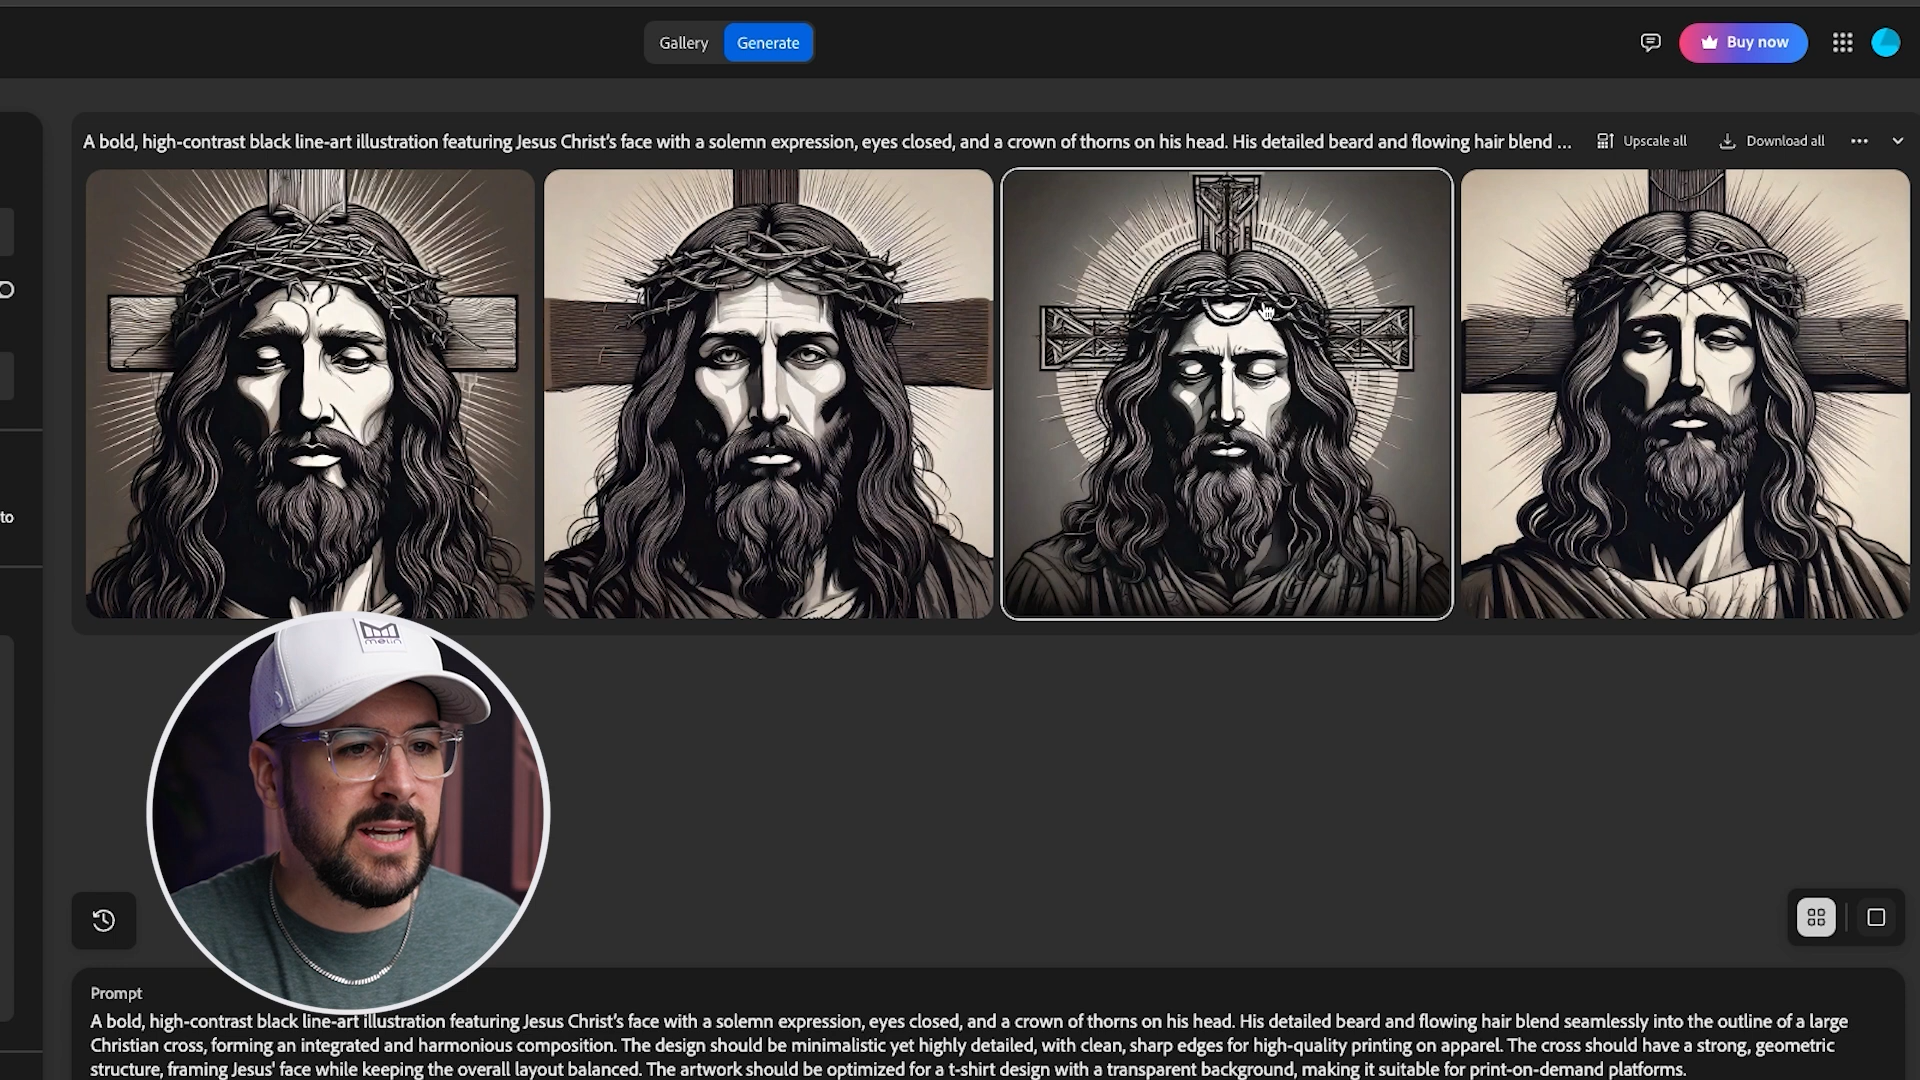 Gallery
Generate
Buy now
A bold, high-contrast black line-art illustration featuring Jesus Christ's face with a solemn expression, eyes closed, and a crown of thorns on his head. His detailed beard and flowing hair blend ...
Upscale all
Download all
to
melin
Prompt
A bold, high-contrast black line-art illustration featuring Jesus Christ's face with a solemn expression, eyes closed, and a crown of thorns on his head. His detailed beard and flowing hair blend seamlessly into the outline of a large
Christian cross, forming an integrated and harmonious composition. The design should be minimalistic yet highly detailed, with clean, sharp edges for high-quality printing on apparel. The cross should have a strong, geometric
structure, framing Jesus' face while keeping the overall layout balanced. The artwork should be optimized for a t-shirt design with a transparent background, making it suitable for print-on-demand platforms.